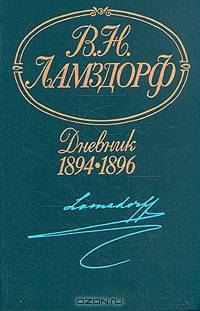 В.Н.
ЛАМЗДОРФ
Дневник
1894•1896
Lamsdorff
ozon.ru